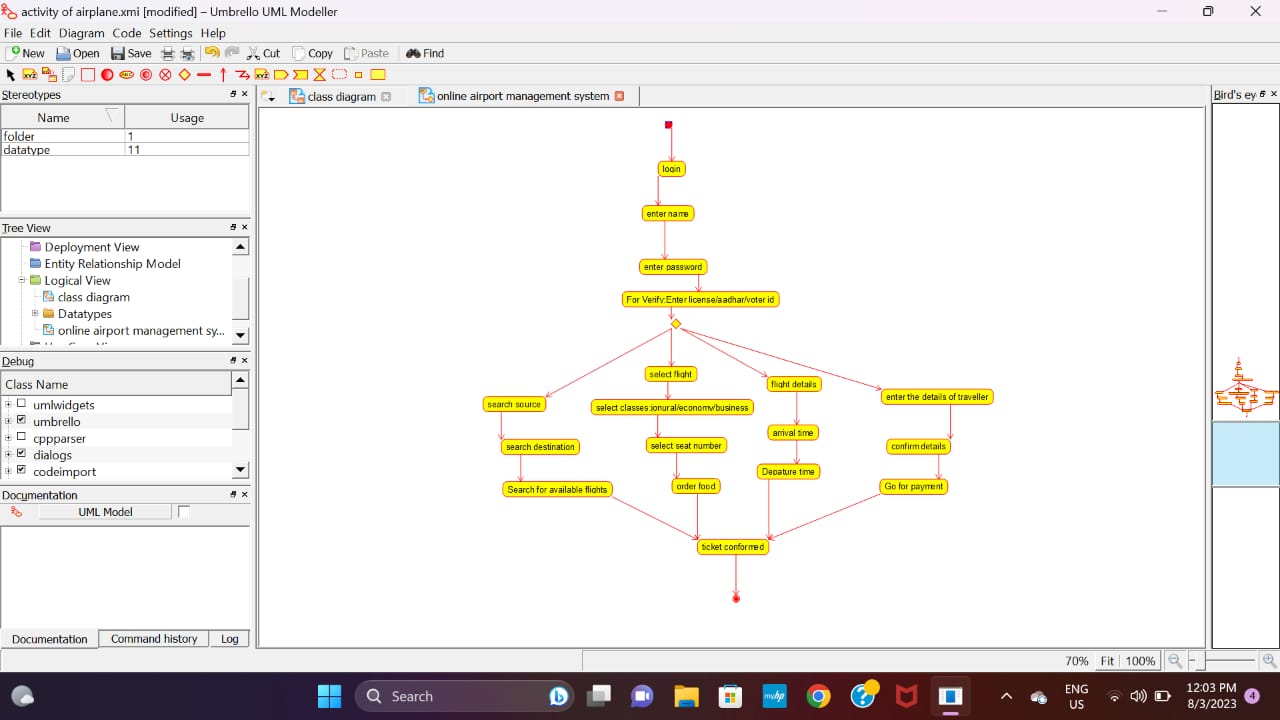 activity of airplane.xmi [modified] – Umbrello UML Modeller
File Edit Diagram Code Settings Help
New Open Save Cut Copy Paste Find
Stereotypes
Name Usage
folder 1
datatype 11
Tree View
Deployment View
Entity Relationship Model
Logical View
class diagram
Datatypes
online airport management sy...
Debug
Class Name
umlwidgets
umbrello
cppparser
dialogs
codeimport
Documentation
UML Model
Documentation Command history Log
class diagram online airport management system
login
enter name
enter password
For Verify:Enter license/aadhar/voter id
select flight
flight details
enter the details of traveller
search source
select classes:jonural/economy/business
arrival time
search destination
select seat number
confirm details
Depature time
Search for available flights
order food
Go for payment
ticket conformed
Bird's ey
70% Fit 100%
Search
ENG
US
12:03 PM
8/3/2023
4